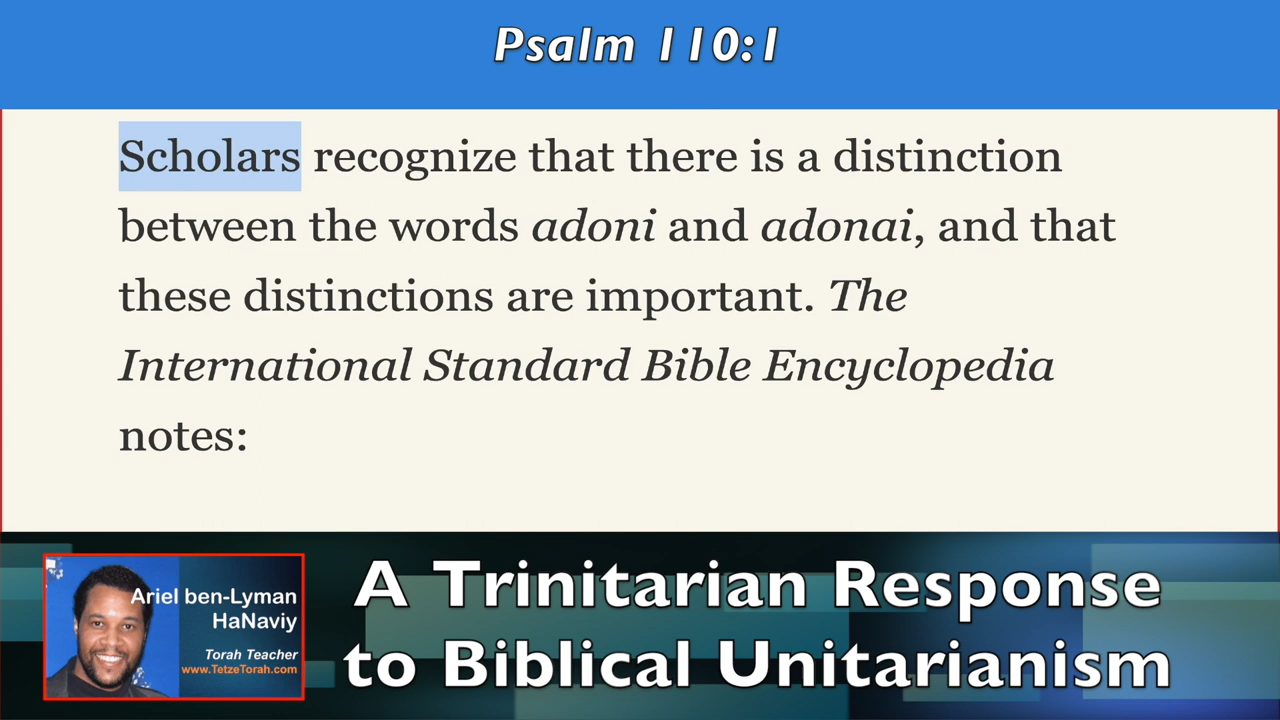 Psalm 110:1
Scholars recognize that there is a distinction
between the words adoni and adonai, and that
these distinctions are important. The
International Standard Bible Encyclopedia
notes:
Ariel ben-Lyman
HaNaviy
Torah Teacher
www.TetzeTorah.com
A Trinitarian Response
to Biblical Unitarianism